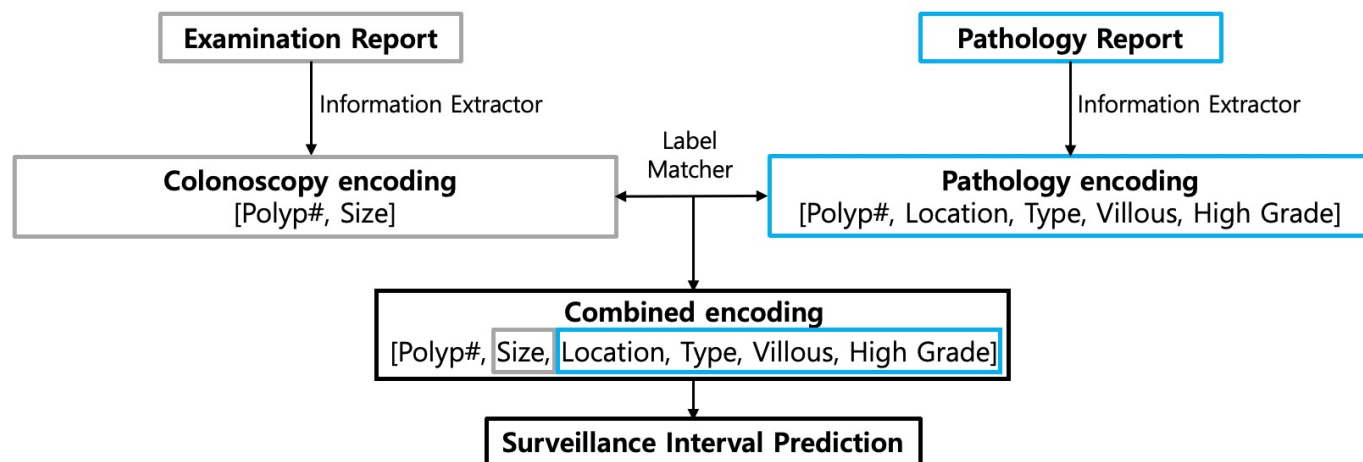 Examination Report
Pathology Report
Information Extractor
Information Extractor
Label
Matcher
Colonoscopy encoding
[Polyp#, Size]
Pathology encoding
[Polyp#, Location, Type, Villous, High Grade]
Combined encoding
[Polyp#, Size, Location, Type, Villous, High Grade]
Surveillance Interval Prediction